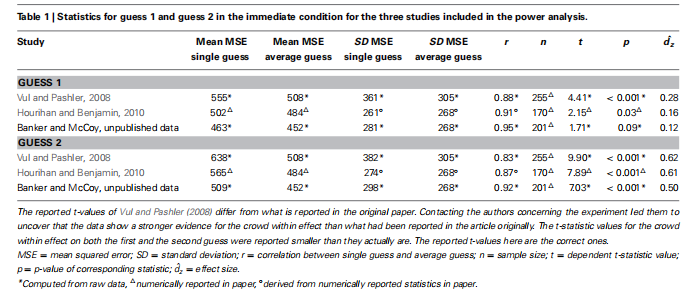 Table 1 | Statistics for guess 1 and guess 2 in the immediate condition for the three studies included in the power analysis.
Study Mean MSE single guess Mean MSE average guess SD MSE single guess SD MSE average guess r n t p d̂z
GUESS 1
Vul and Pashler, 2008 555* 508* 361* 305* 0.88* 255△ 4.41* < 0.001* 0.28
Hourihan and Benjamin, 2010 502△ 484△ 261° 268° 0.91° 170△ 2.15△ 0.03△ 0.16
Banker and McCoy, unpublished data 463* 452* 281* 268* 0.95* 201△ 1.71* 0.09* 0.12
GUESS 2
Vul and Pashler, 2008 638* 508* 382* 305* 0.83* 255△ 9.90* < 0.001* 0.62
Hourihan and Benjamin, 2010 565△ 484△ 274° 268° 0.87° 170△ 7.89△ < 0.001△ 0.61
Banker and McCoy, unpublished data 509* 452* 298* 268* 0.92* 201△ 7.03* < 0.001* 0.50
The reported t-values of Vul and Pashler (2008) differ from what is reported in the original paper. Contacting the authors concerning the experiment led them to
uncover that the data show a stronger evidence for the crowd within effect than what had been reported in the article originally. The t-statistic values for the crowd
within effect on both the first and the second guess were reported smaller than they actually are. The reported t-values here are the correct ones.
MSE = mean squared error; SD = standard deviation; r = correlation between single guess and average guess; n = sample size; t = dependent t-statistic value;
p = p-value of corresponding statistic; d̂z = effect size.
*Computed from raw data, △numerically reported in paper, °derived from numerically reported statistics in paper.